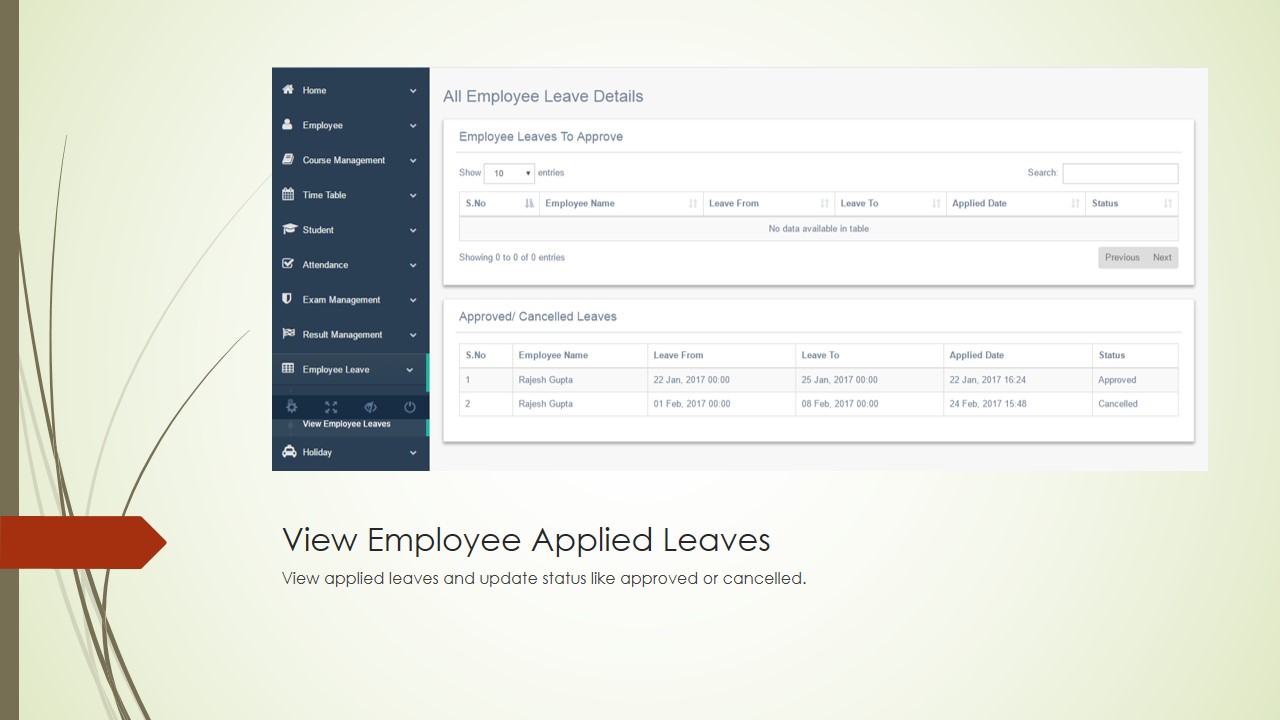 Home
Employee
Course Management
Time Table
Student
Attendance
Exam Management
Result Management
Employee Leave
View Employee Leaves
Holiday
All Employee Leave Details
Employee Leaves To Approve
Show 10 entries Search:
S.No Employee Name Leave From Leave To Applied Date Status
No data available in table
Showing 0 to 0 of 0 entries Previous Next
Approved/ Cancelled Leaves
S.No Employee Name Leave From Leave To Applied Date Status
1 Rajesh Gupta 22 Jan, 2017 00:00 25 Jan, 2017 00:00 22 Jan, 2017 16:24 Approved
2 Rajesh Gupta 01 Feb, 2017 00:00 08 Feb, 2017 00:00 24 Feb, 2017 15:48 Cancelled
View Employee Applied Leaves
View applied leaves and update status like approved or cancelled.